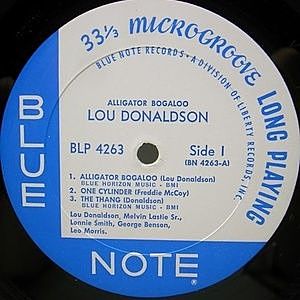 33⅓ MICROGROOVE LONG PLAYING
BLUE NOTE RECORDS • A DIVISION OF LIBERTY RECORDS, INC.
ALLIGATOR BOGALOO
LOU DONALDSON
BLP 4263 Side 1
(BN 4263-A)
1. ALLIGATOR BOGALOO (Lou Donaldson)
BLUE HORIZON MUSIC - BMI
2. ONE CYLINDER (Freddie McCoy)
3. THE THANG (Donaldson)
BLUE HORIZON MUSIC - BMI
Lou Donaldson, Melvin Lastie Sr.,
Lonnie Smith, George Benson,
Leo Morris.
BLUE
NOTE ®